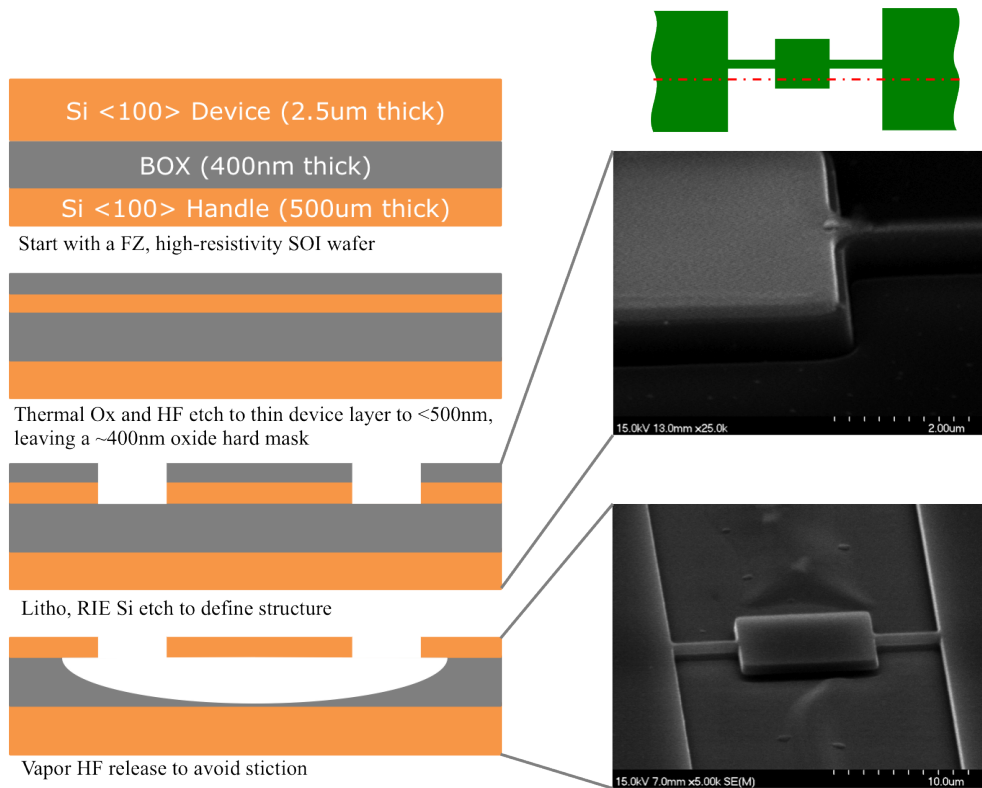 Si <100> Device (2.5um thick)
BOX (400nm thick)
Si <100> Handle (500um thick)
Start with a FZ, high-resistivity SOI wafer
Thermal Ox and HF etch to thin device layer to <500nm,
leaving a ~400nm oxide hard mask
Litho, RIE Si etch to define structure
Vapor HF release to avoid stiction
15.0kV 13.0mm x25.0k
2.00um
15.0kV 7.0mm x5.00k SE(M)
10.0um